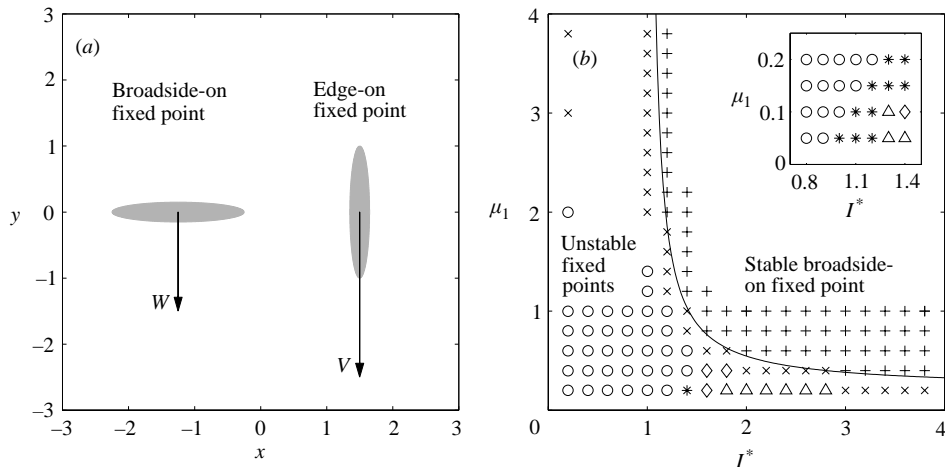 3
2
1
0
−1
−2
−3
y
(a)
Broadside-on
fixed point
Edge-on
fixed point
W
V
−3
−2
−1
0
1
2
3
x
4
3
2
1
0
μ1
(b)
Unstable
fixed
points
Stable broadside-
on fixed point
0.2
0.1
0
μ1
0.8
1.1
1.4
I*
1
2
3
4
I*